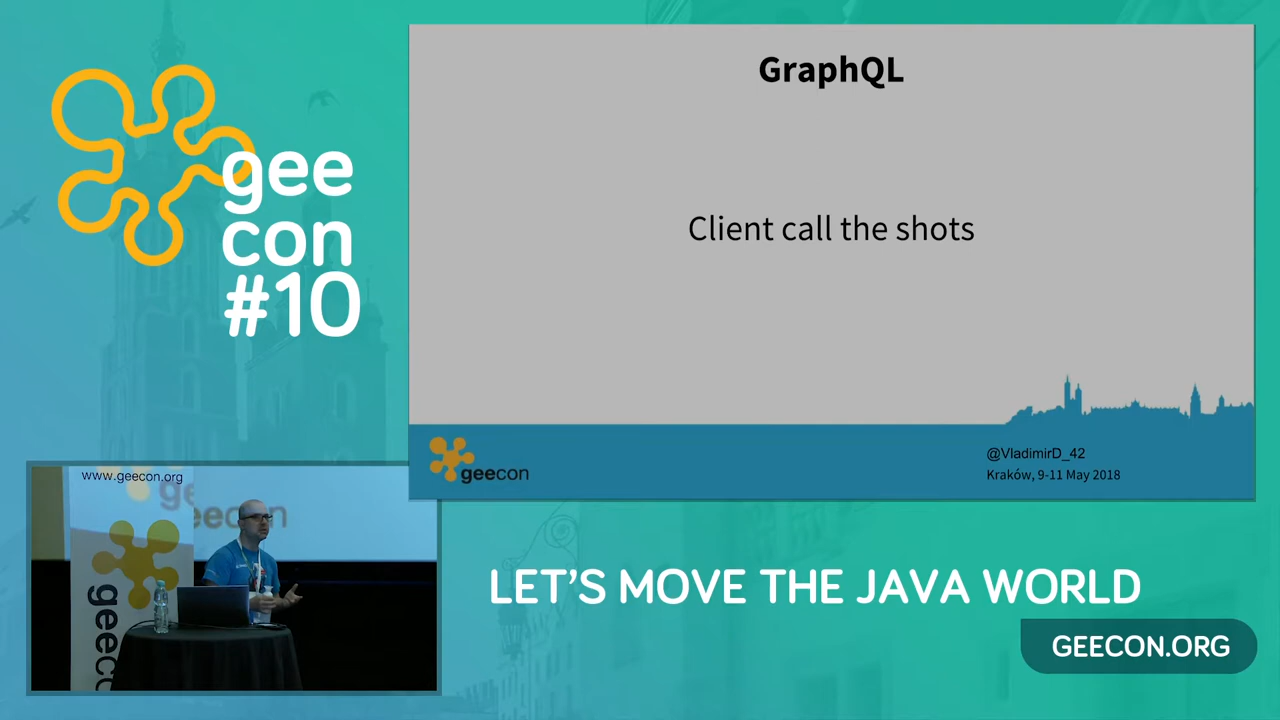 gee
con
#10
GraphQL
Client call the shots
geecon
@VladimirD_42
Kraków, 9-11 May 2018
www.geecon.org
geecon
geecc
LET'S MOVE THE JAVA WORLD
GEECON.ORG